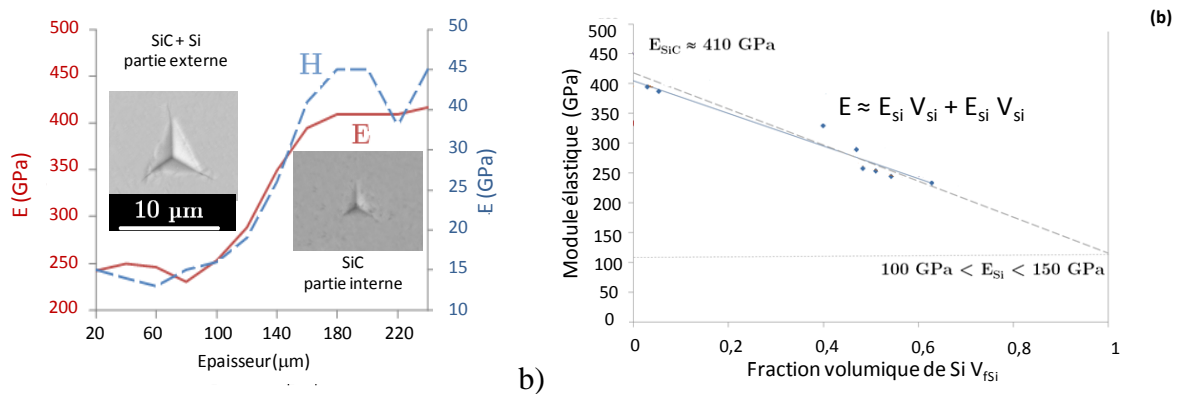 (b)
500
450
400
350
300
250
200
E (GPa)
SiC + Si
partie externe
10 µm
H
E
SiC
partie interne
50
45
40
35
30
25
20
15
10
E (GPa)
20 60 100 140 180 220
Epaisseur(µm)
b)
500
450
400
350
300
250
200
150
100
50
0
Module élastique (GPa)
E_SiC ≈ 410 GPa
E ≈ E_si V_si + E_si V_si
100 GPa < E_Si < 150 GPa
0 0,2 0,4 0,6 0,8 1
Fraction volumique de Si V_fSi